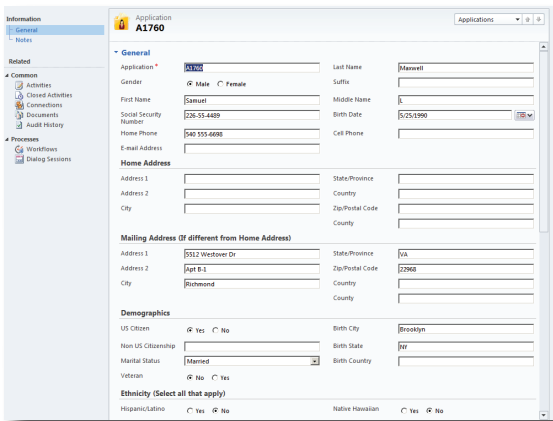 Information
General
Notes
Related
Common
Activities
Closed Activities
Connections
Documents
Audit History
Processes
Workflows
Dialog Sessions
Application
A1760
Applications
General
Application * A1760 Last Name Maxwell
Gender Male Female Suffix
First Name Samuel Middle Name L
Social Security Number 226-55-4489 Birth Date 5/25/1990
Home Phone 540 555-6698 Cell Phone
E-mail Address
Home Address
Address 1 State/Province
Address 2 Country
City Zip/Postal Code
County
Mailing Address (If different from Home Address)
Address 1 5512 Westover Dr State/Province VA
Address 2 Apt B-1 Zip/Postal Code 22968
City Richmond Country
County
Demographics
US Citizen Yes No Birth City Brooklyn
Non US Citizenship Birth State NY
Marital Status Married Birth Country
Veteran No Yes
Ethnicity (Select all that apply)
Hispanic/Latino Yes No Native Hawaiian Yes No